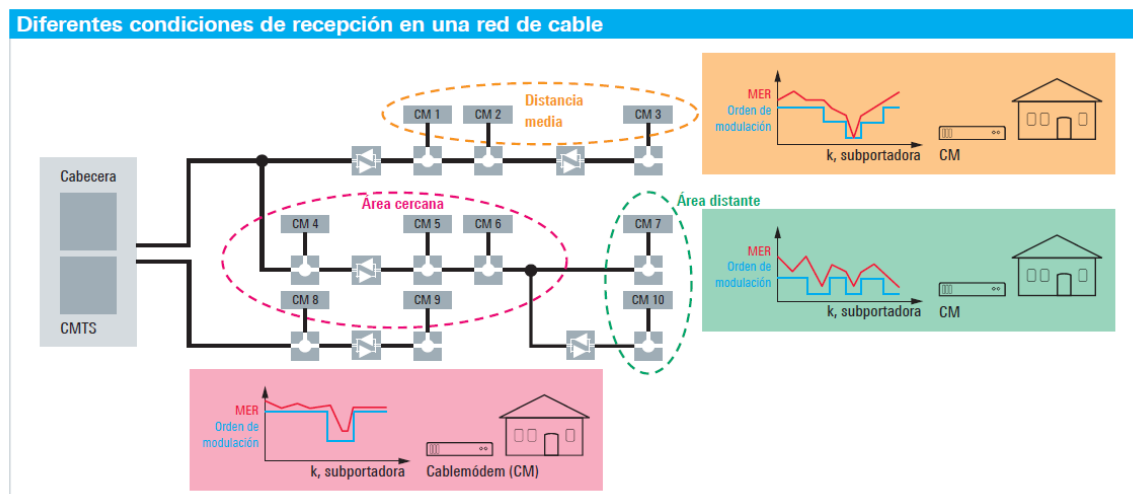 Diferentes condiciones de recepción en una red de cable
Cabecera
CMTS
CM 1
CM 2
Distancia
media
CM 3
Área cercana
CM 4
CM 5
CM 6
CM 8
CM 9
Área distante
CM 7
CM 10
MER
Orden de
modulación
k, subportadora
CM
MER
Orden de
modulación
k, subportadora
CM
MER
Orden de
modulación
k, subportadora
Cablemódem (CM)